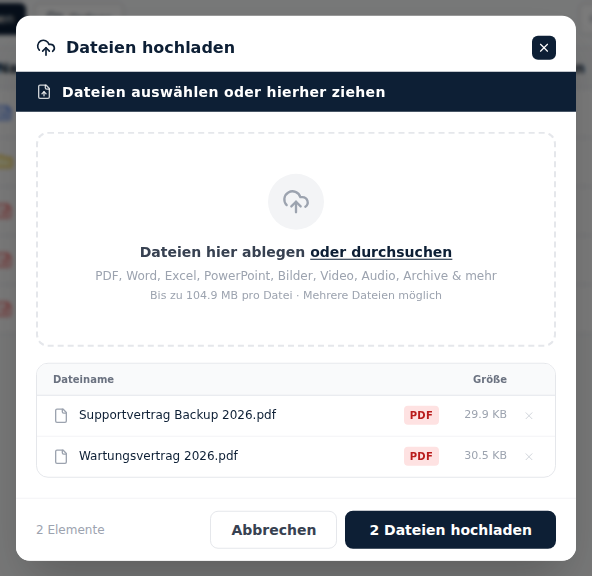 Dateien hochladen
Dateien auswählen oder hierher ziehen
Dateien hier ablegen oder durchsuchen
PDF, Word, Excel, PowerPoint, Bilder, Video, Audio, Archive & mehr
Bis zu 104.9 MB pro Datei · Mehrere Dateien möglich
Dateiname Größe
Supportvertrag Backup 2026.pdf PDF 29.9 KB
Wartungsvertrag 2026.pdf PDF 30.5 KB
2 Elemente Abbrechen 2 Dateien hochladen